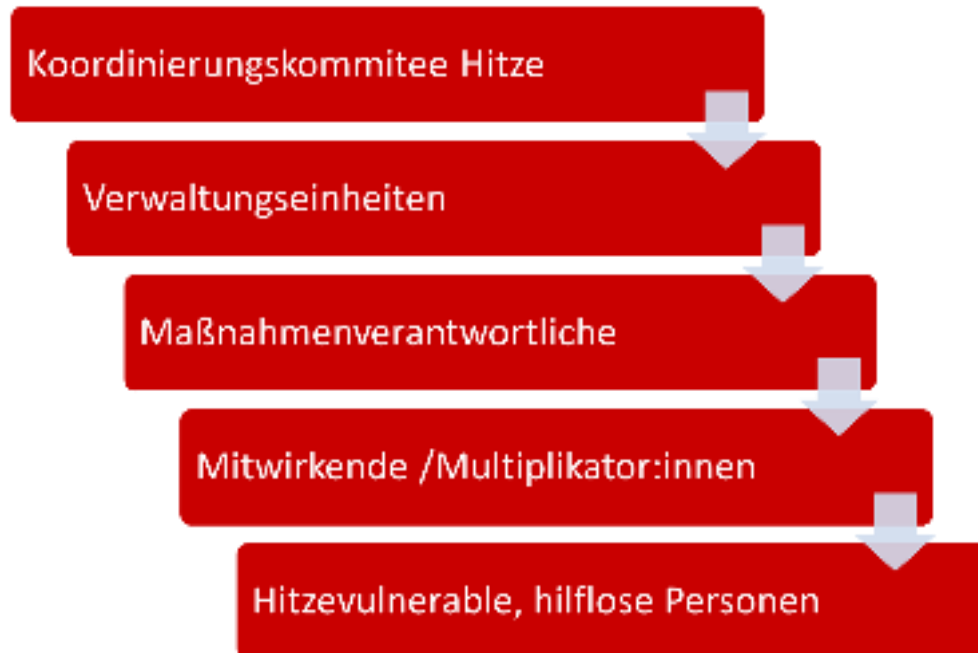 Koordinierungskommitee Hitze
Verwaltungseinheiten
Maßnahmenverantwortliche
Mitwirkende /Multiplikator:innen
Hitzevulnerable, hilflose Personen